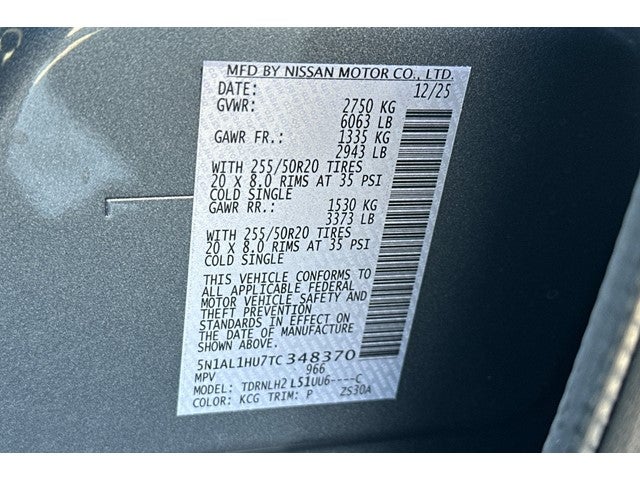 MFD BY NISSAN MOTOR CO., LTD.
DATE: 12/25
GVWR: 2750 KG
6063 LB
GAWR FR.: 1335 KG
2943 LB
WITH 255/50R20 TIRES
20 X 8.0 RIMS AT 35 PSI
COLD SINGLE
GAWR RR.: 1530 KG
3373 LB
WITH 255/50R20 TIRES
20 X 8.0 RIMS AT 35 PSI
COLD SINGLE
THIS VEHICLE CONFORMS TO
ALL APPLICABLE FEDERAL
MOTOR VEHICLE SAFETY AND
THEFT PREVENTION
STANDARDS IN EFFECT ON
THE DATE OF MANUFACTURE
SHOWN ABOVE.
5N1AL1HU7TC348370
MPV 966
MODEL: TDRNLH2 L51UU6----C
COLOR: KCG TRIM: P ZS30A